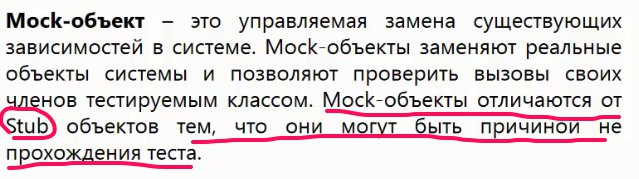 Mock-объект – это управляемая замена существующих
зависимостей в системе. Mock-объекты заменяют реальные
объекты системы и позволяют проверить вызовы своих
членов тестируемым классом. Mock-объекты отличаются от
Stub объектов тем, что они могут быть причиной не
прохождения теста.